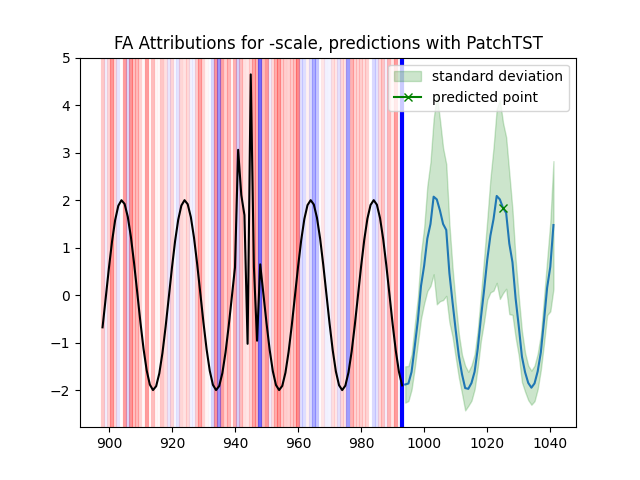 FA Attributions for -scale, predictions with PatchTST
standard deviation
predicted point
5
4
3
2
1
0
−1
−2
900 920 940 960 980 1000 1020 1040